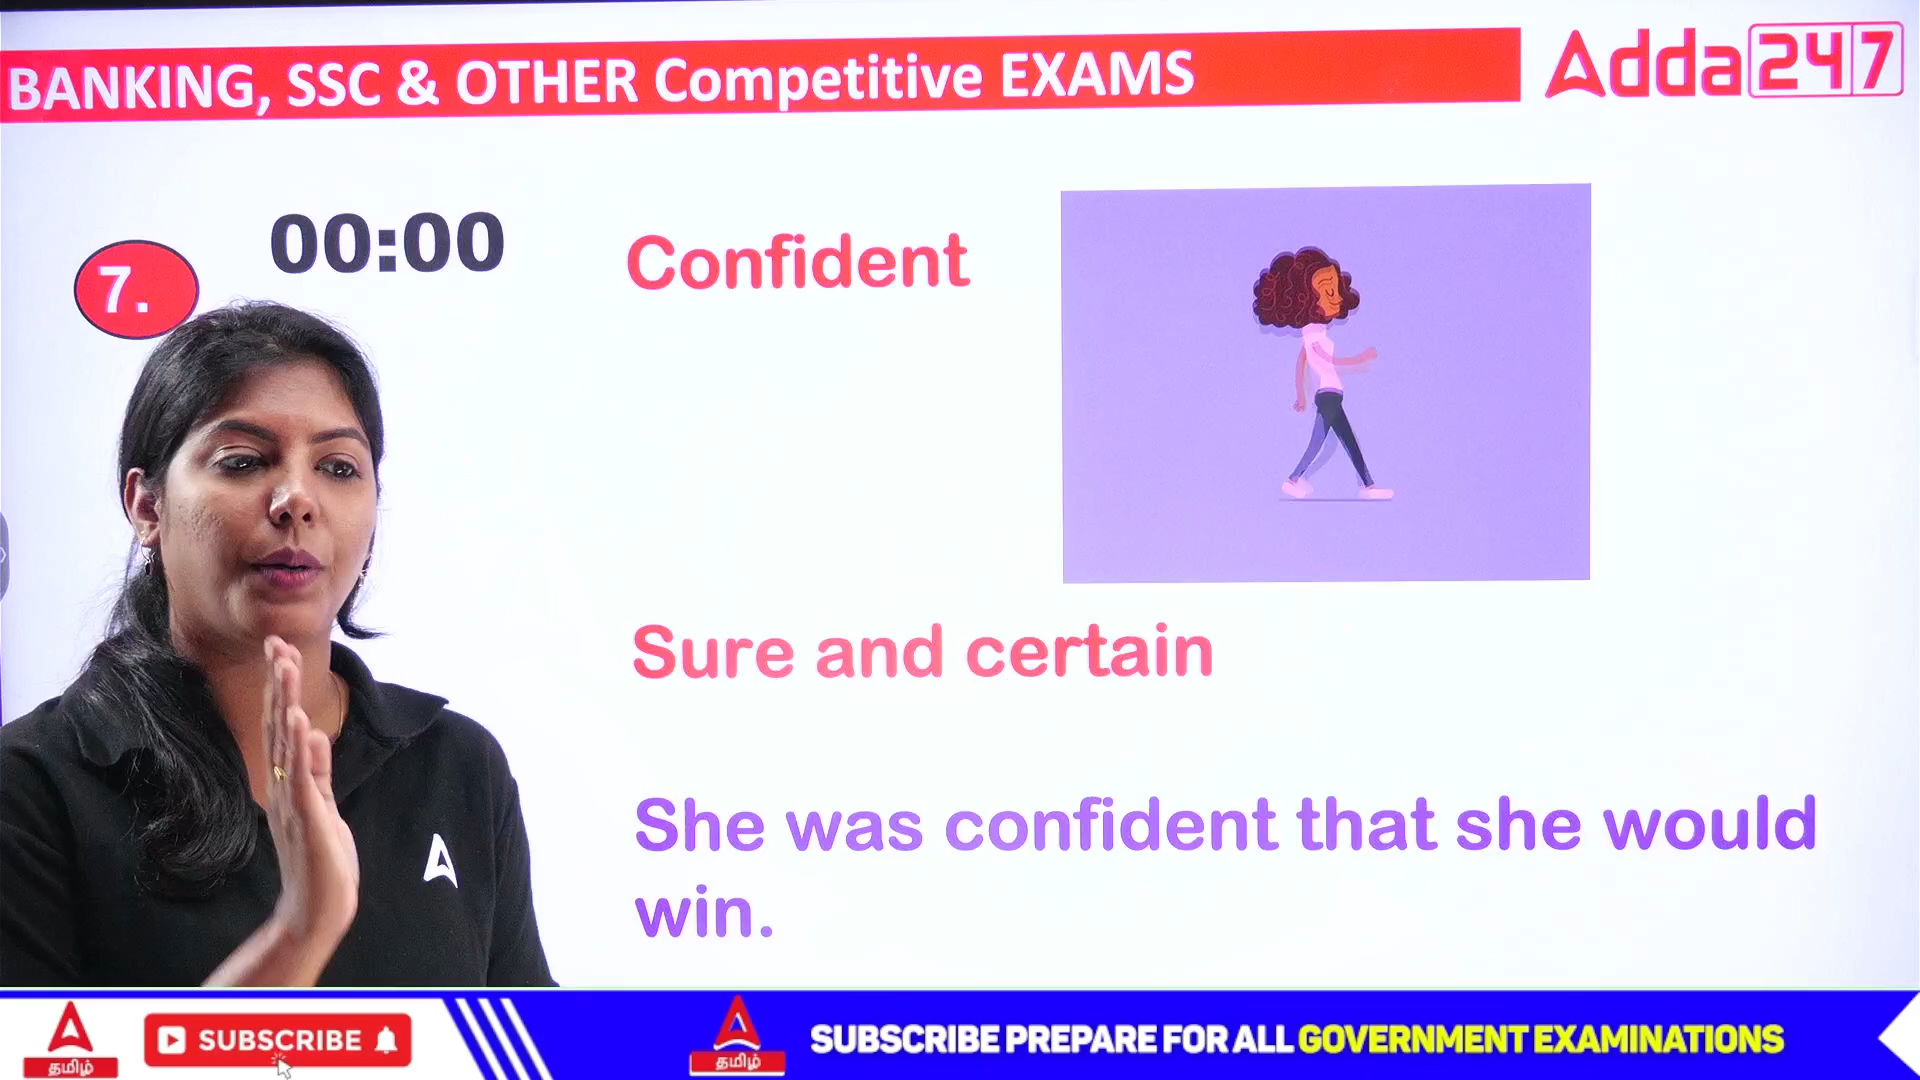 BANKING, SSC & OTHER Competitive EXAMS
Adda247
7.
00:00
Confident
Sure and certain
She was confident that she would
win.
தமிழ்
SUBSCRIBE
தமிழ்
SUBSCRIBE PREPARE FOR ALL GOVERNMENT EXAMINATIONS